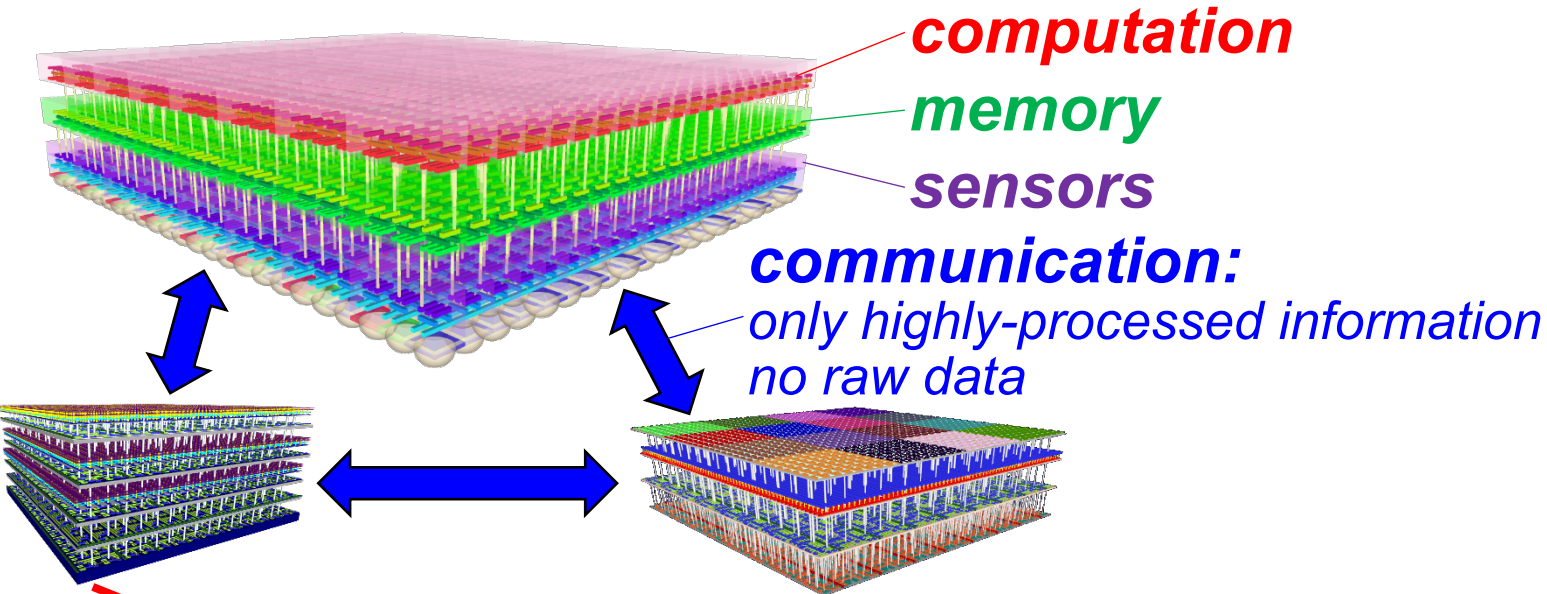 computation
memory
sensors
communication:
only highly-processed information
no raw data